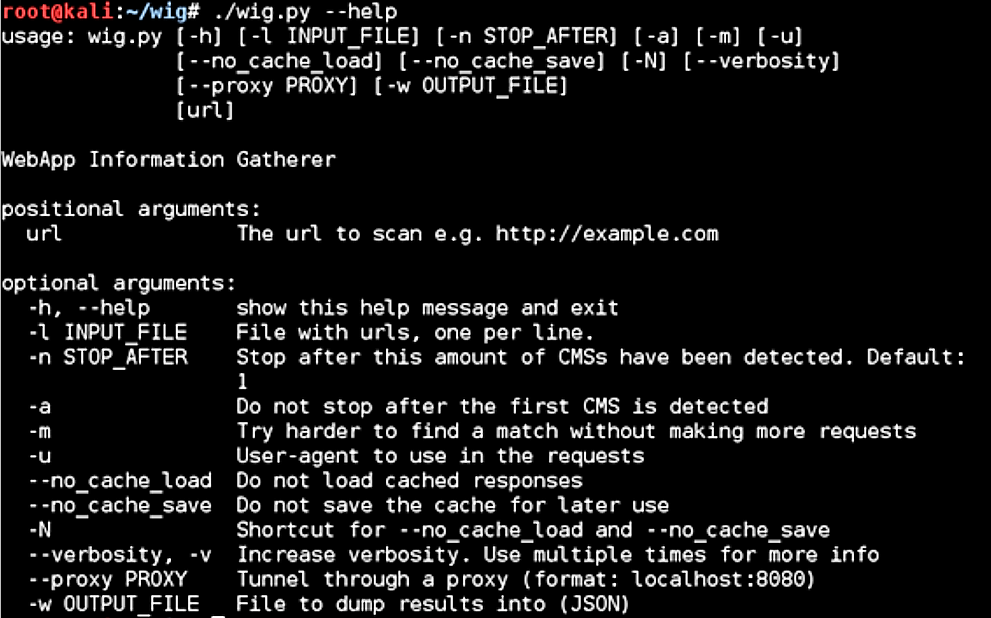 root@kali:~/wig# ./wig.py --help
usage: wig.py [-h] [-l INPUT_FILE] [-n STOP_AFTER] [-a] [-m] [-u]
              [--no_cache_load] [--no_cache_save] [-N] [--verbosity]
              [--proxy PROXY] [-w OUTPUT_FILE]
              [url]

WebApp Information Gatherer

positional arguments:
  url              The url to scan e.g. http://example.com

optional arguments:
  -h, --help       show this help message and exit
  -l INPUT_FILE    File with urls, one per line.
  -n STOP_AFTER    Stop after this amount of CMSs have been detected. Default:
                   1
  -a               Do not stop after the first CMS is detected
  -m               Try harder to find a match without making more requests
  -u               User-agent to use in the requests
  --no_cache_load  Do not load cached responses
  --no_cache_save  Do not save the cache for later use
  -N               Shortcut for --no_cache_load and --no_cache_save
  --verbosity, -v  Increase verbosity. Use multiple times for more info
  --proxy PROXY    Tunnel through a proxy (format: localhost:8080)
  -w OUTPUT_FILE   File to dump results into (JSON)